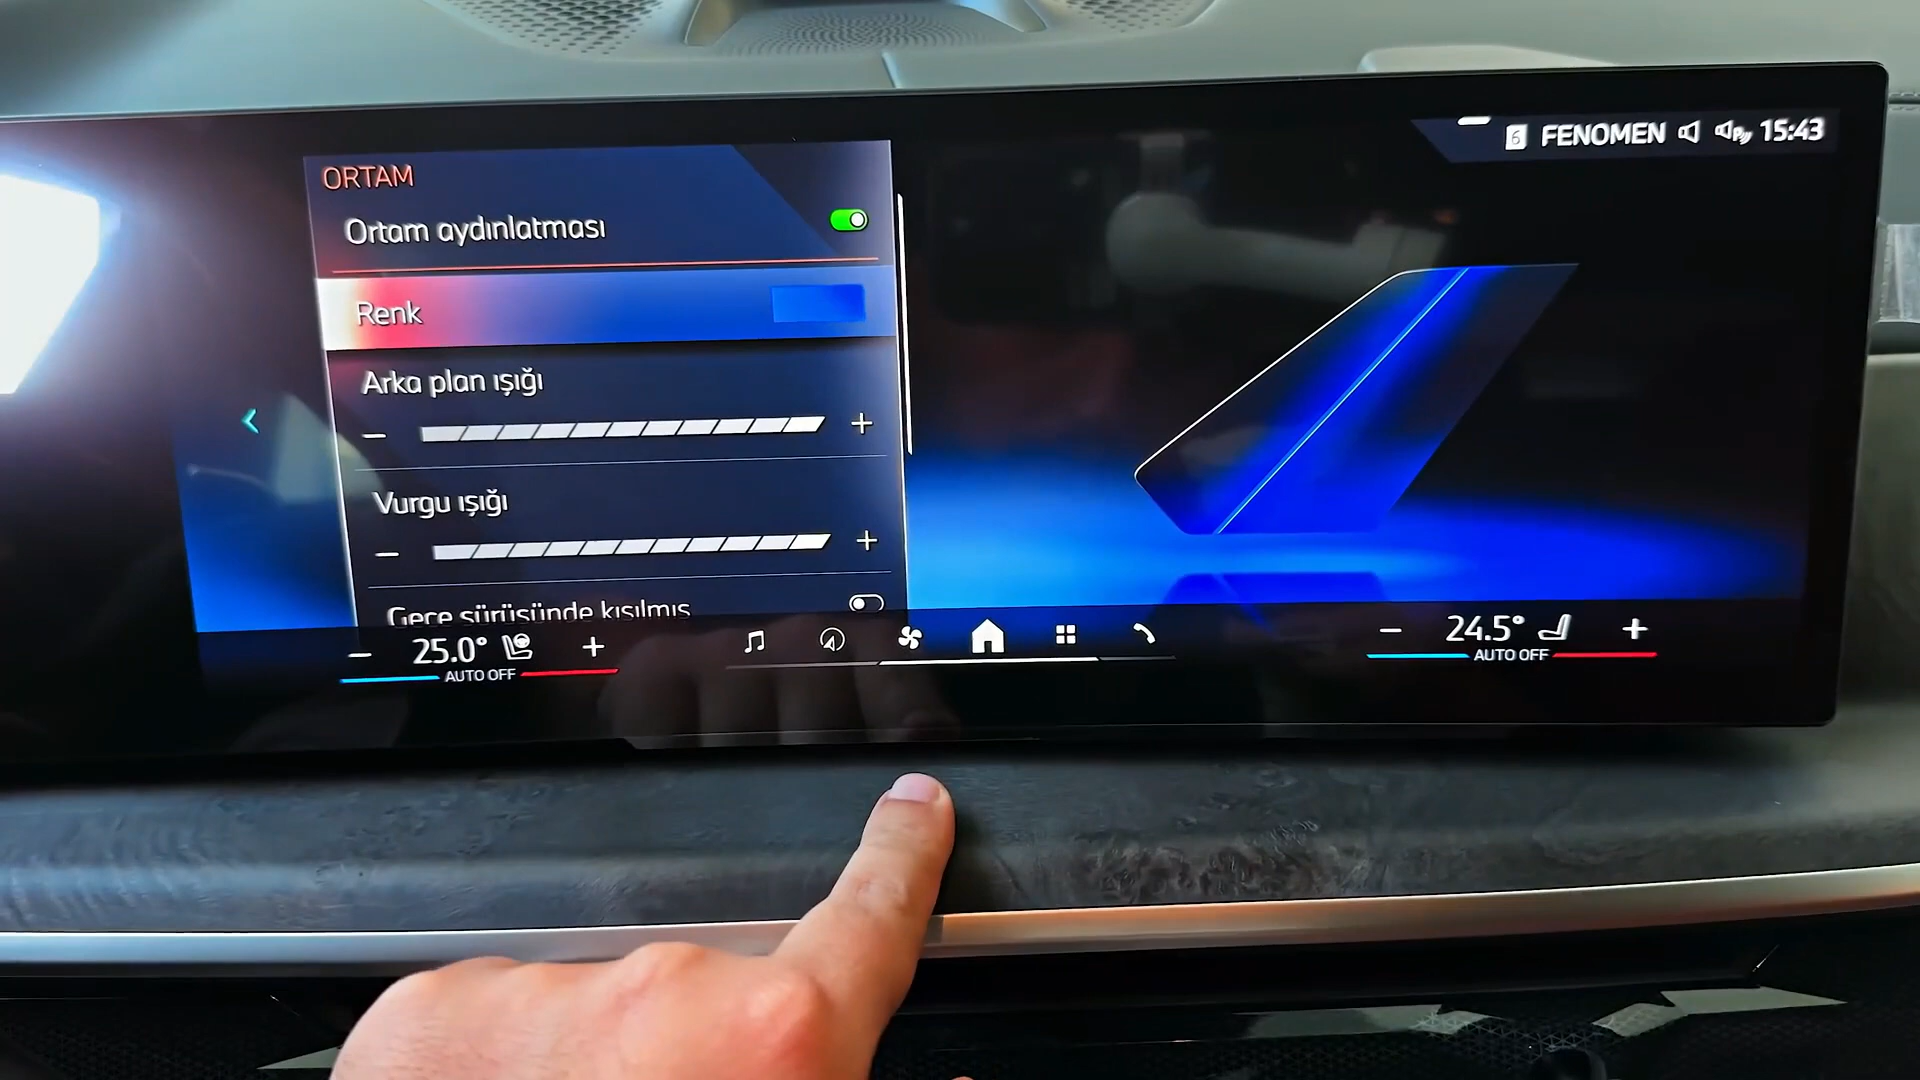 6 FENOMEN 15:43
ORTAM
Ortam aydınlatması
Renk
Arka plan ışığı
Vurgu ışığı
Gece sürüşünde kısılmış
25.0°
AUTO OFF
24.5°
AUTO OFF